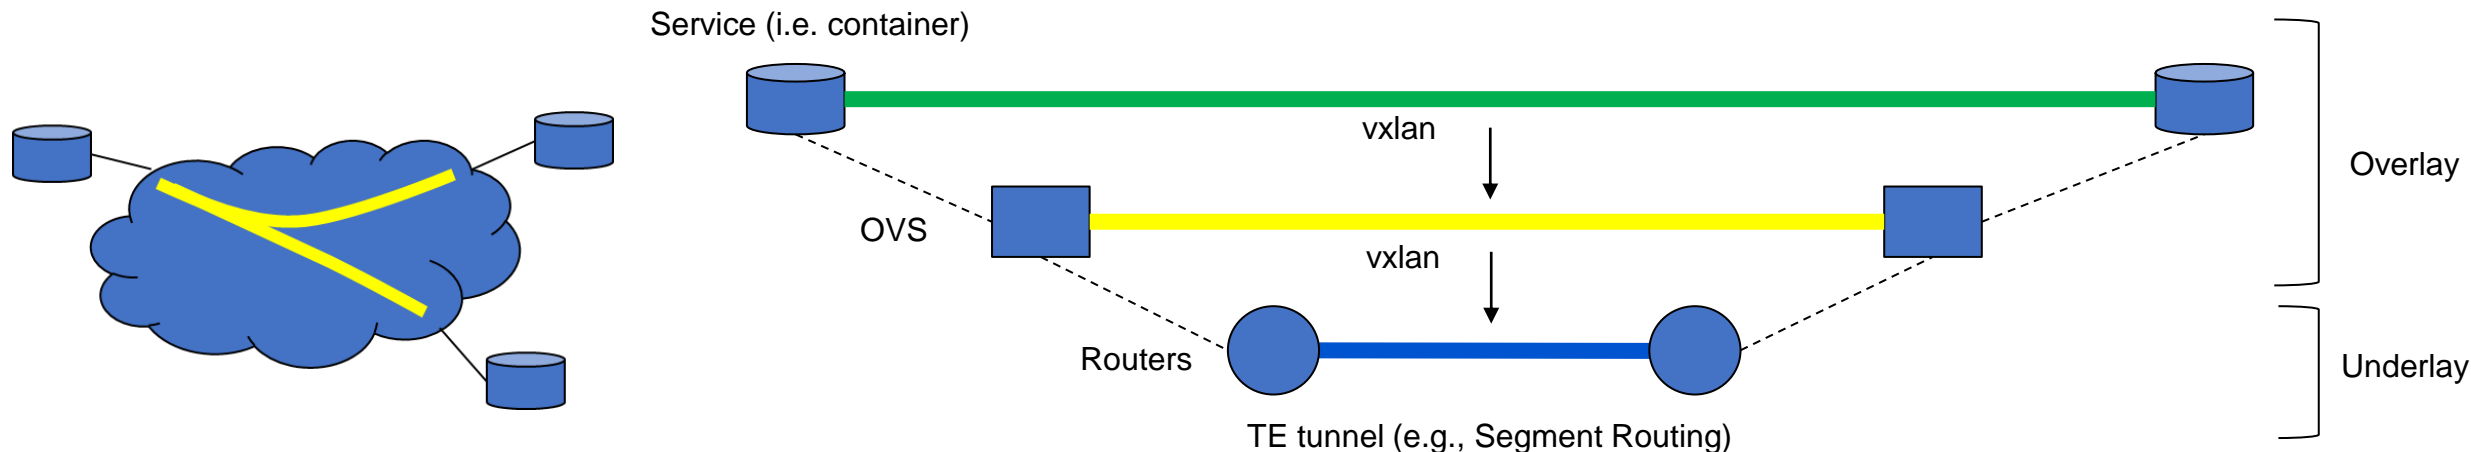 Service (i.e. container)
vxlan
Overlay
OVS
vxlan
Routers
Underlay
TE tunnel (e.g., Segment Routing)